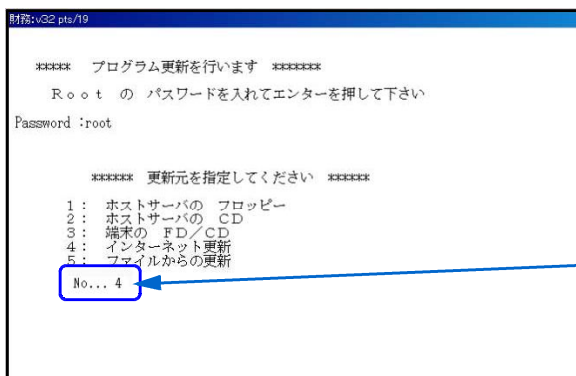 財務:v32 pts/19
***** プログラム更新を行います *******
Ｒｏｏｔ の パスワードを入れてエンターを押して下さい
Password :root
****** 更新元を指定してください ******
1： ホストサーバの フロッピー
2： ホストサーバの ＣＤ
3： 端末の ＦＤ／ＣＤ
4： インターネット更新
5： ファイルからの更新
No... 4